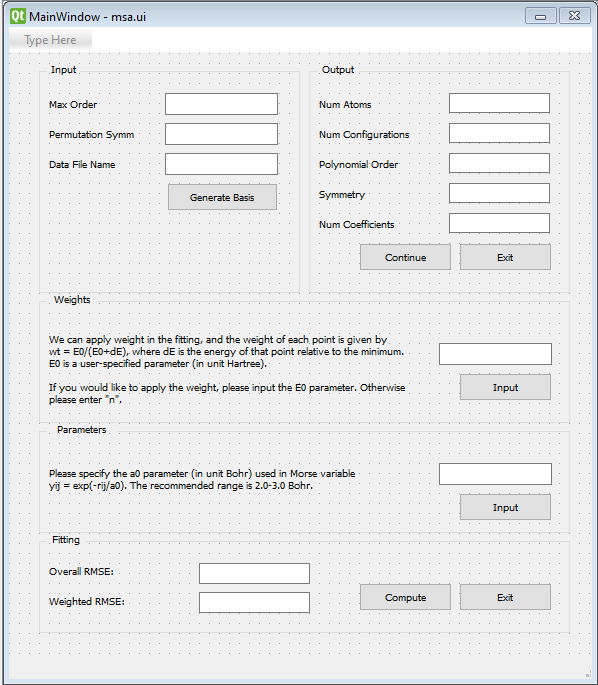 Qt MainWindow - msa.ui
Type Here
Input
Max Order
Permutation Symm
Data File Name
Generate Basis
Output
Num Atoms
Num Configurations
Polynomial Order
Symmetry
Num Coefficients
Continue Exit
Weights
We can apply weight in the fitting, and the weight of each point is given by
wt = E0/(E0+dE), where dE is the energy of that point relative to the minimum.
E0 is a user-specified parameter (in unit Hartree).
If you would like to apply the weight, please input the E0 parameter. Otherwise
please enter "n".
Input
Parameters
Please specify the a0 parameter (in unit Bohr) used in Morse variable
yij = exp(-rij/a0). The recommended range is 2.0-3.0 Bohr.
Input
Fitting
Overall RMSE:
Weighted RMSE:
Compute Exit